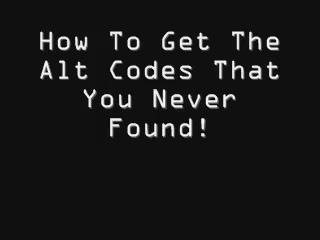 How To Get The
Alt Codes That
You Never
Found!